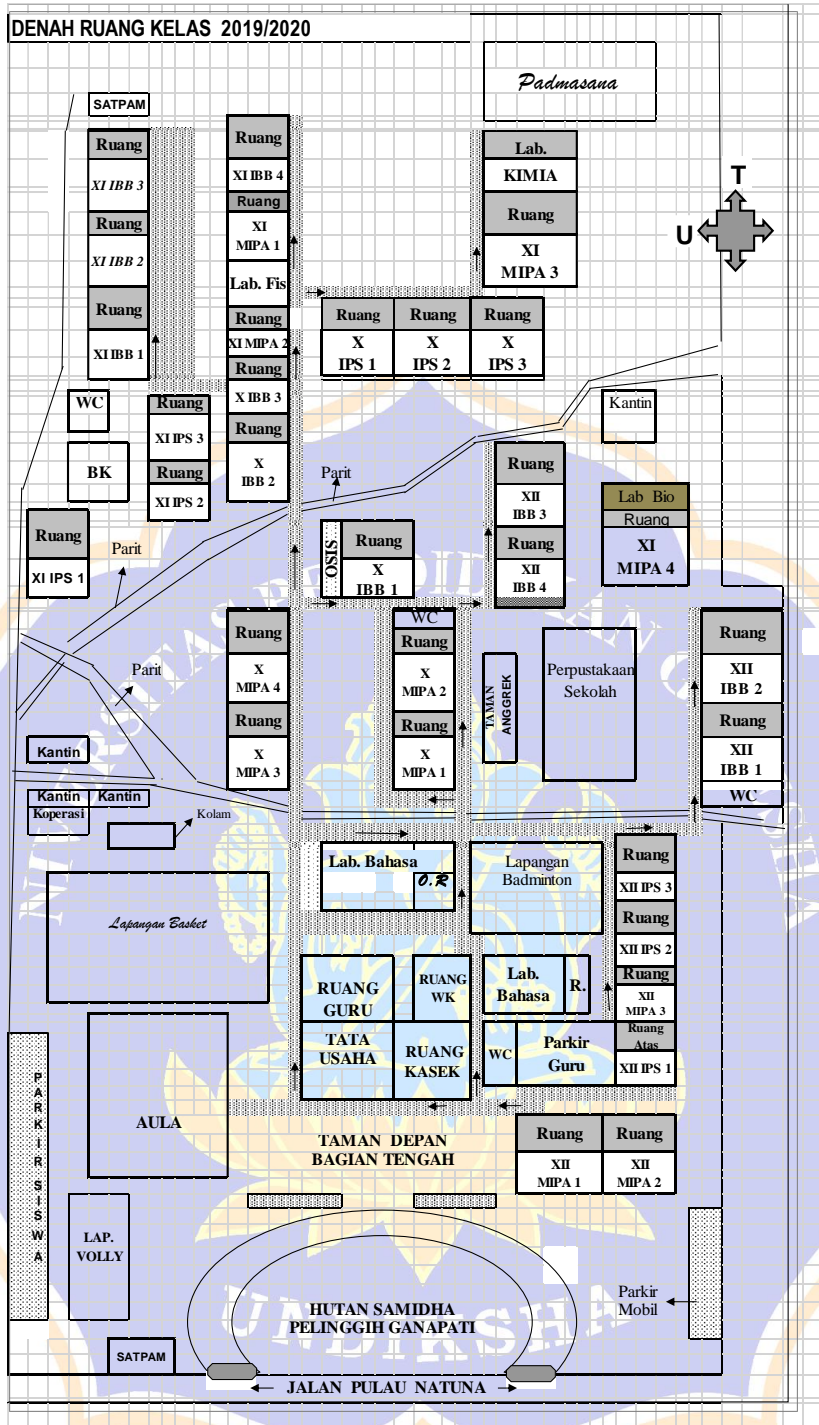 DENAH RUANG KELAS 2019/2020
Padmasana
SATPAM
Ruang
XI IBB 3
Ruang
XI IBB 2
Ruang
XI IBB 1
Ruang
XI IBB 4
Ruang
XI
MIPA 1
Lab. Fis
Ruang
XI MIPA 2
Ruang
X IBB 3
Ruang
X
IBB 2
Lab.
KIMIA
Ruang
XI
MIPA 3
T
U
Ruang
X
IPS 1
Ruang
X
IPS 2
Ruang
X
IPS 3
WC
BK
Ruang
XI IPS 3
Ruang
XI IPS 2
Kantin
Parit
Ruang
XII
IBB 3
Ruang
XII
IBB 4
Lab Bio
Ruang
XI
MIPA 4
Ruang
XI IPS 1
Parit
OSIS
Ruang
X
IBB 1
Ruang
X
MIPA 4
Ruang
X
MIPA 3
WC
Ruang
X
MIPA 2
Ruang
X
MIPA 1
TAMAN
ANGGREK
Perpustakaan
Sekolah
Ruang
XII
IBB 2
Ruang
XII
IBB 1
WC
Parit
Kantin
Kantin
Kantin
Koperasi
Kolam
Lab. Bahasa
O.R
Lapangan
Badminton
Ruang
XII IPS 3
Ruang
XII IPS 2
Ruang
XII
MIPA 3
Ruang
Atas
XII IPS 1
Lapangan Basket
RUANG
GURU
RUANG
WK
Lab.
Bahasa
R.
TATA
USAHA
RUANG
KASEK
WC
Parkir
Guru
PARKIR SISWA
AULA
TAMAN DEPAN
BAGIAN TENGAH
Ruang
XII
MIPA 1
Ruang
XII
MIPA 2
LAP.
VOLLY
HUTAN SAMIDHA
PELINGGIH GANAPATI
Parkir
Mobil
SATPAM
JALAN PULAU NATUNA
UNDIKSHA